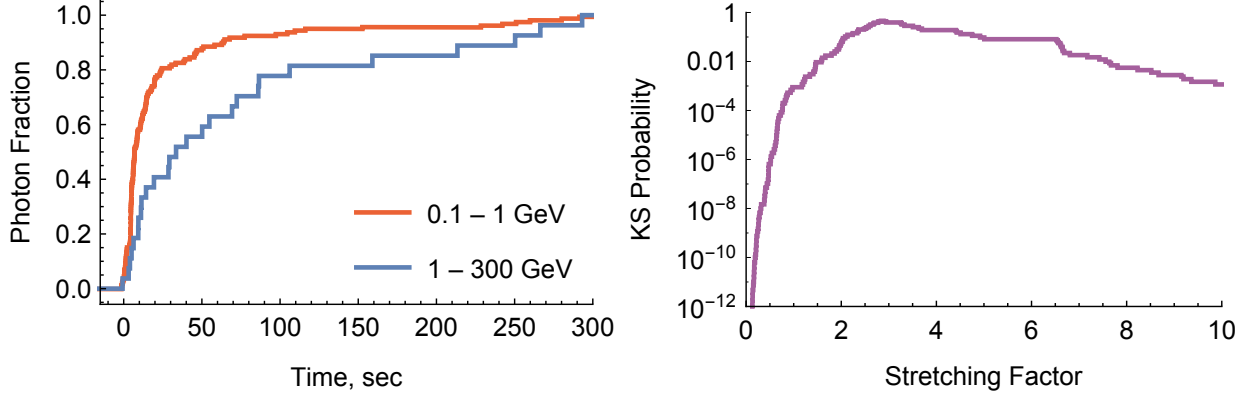 1.0
0.8
0.6
0.4
0.2
0.0
Photon Fraction
0.1 – 1 GeV
1 – 300 GeV
0 50 100 150 200 250 300
Time, sec
1
0.01
10⁻⁴
10⁻⁶
10⁻⁸
10⁻¹⁰
10⁻¹²
KS Probability
0 2 4 6 8 10
Stretching Factor